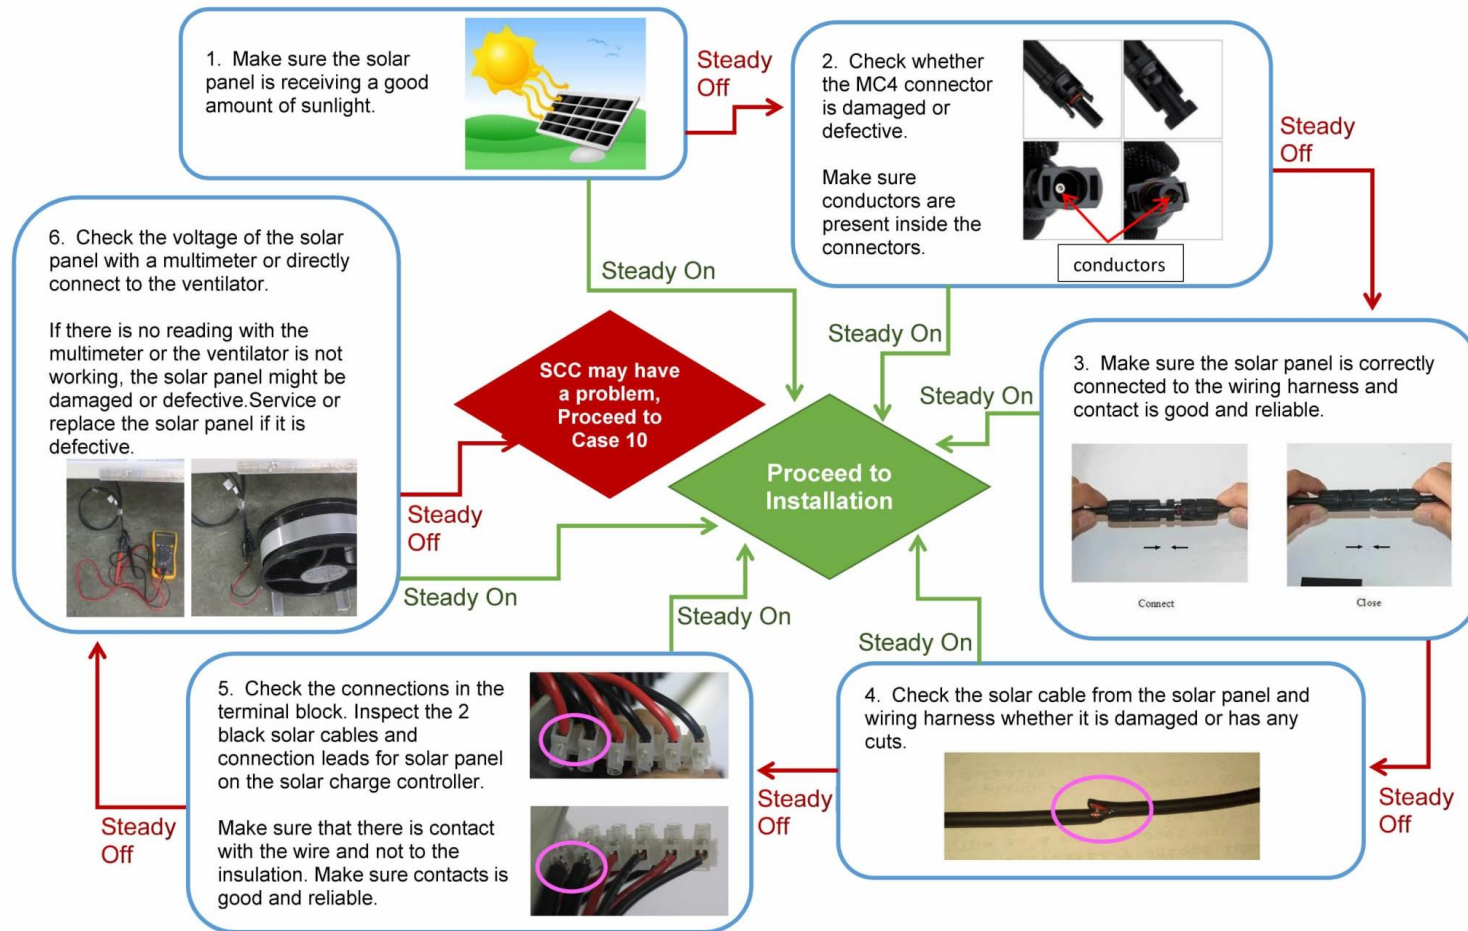 1. Make sure the solar
panel is receiving a good
amount of sunlight.
Steady
Off
2. Check whether
the MC4 connector
is damaged or
defective.
Make sure
conductors are
present inside the
connectors.
conductors
Steady
Off
Steady On
Steady On
3. Make sure the solar panel is correctly
connected to the wiring harness and
contact is good and reliable.
Connect
Close
Steady On
Steady
Off
4. Check the solar cable from the solar panel and
wiring harness whether it is damaged or has any
cuts.
Steady On
Steady
Off
5. Check the connections in the
terminal block. Inspect the 2
black solar cables and
connection leads for solar panel
on the solar charge controller.
Make sure that there is contact
with the wire and not to the
insulation. Make sure contacts is
good and reliable.
Steady On
Steady
Off
6. Check the voltage of the solar
panel with a multimeter or directly
connect to the ventilator.
If there is no reading with the
multimeter or the ventilator is not
working, the solar panel might be
damaged or defective.Service or
replace the solar panel if it is
defective.
Steady
Off
Steady On
SCC may have
a problem,
Proceed to
Case 10
Proceed to
Installation